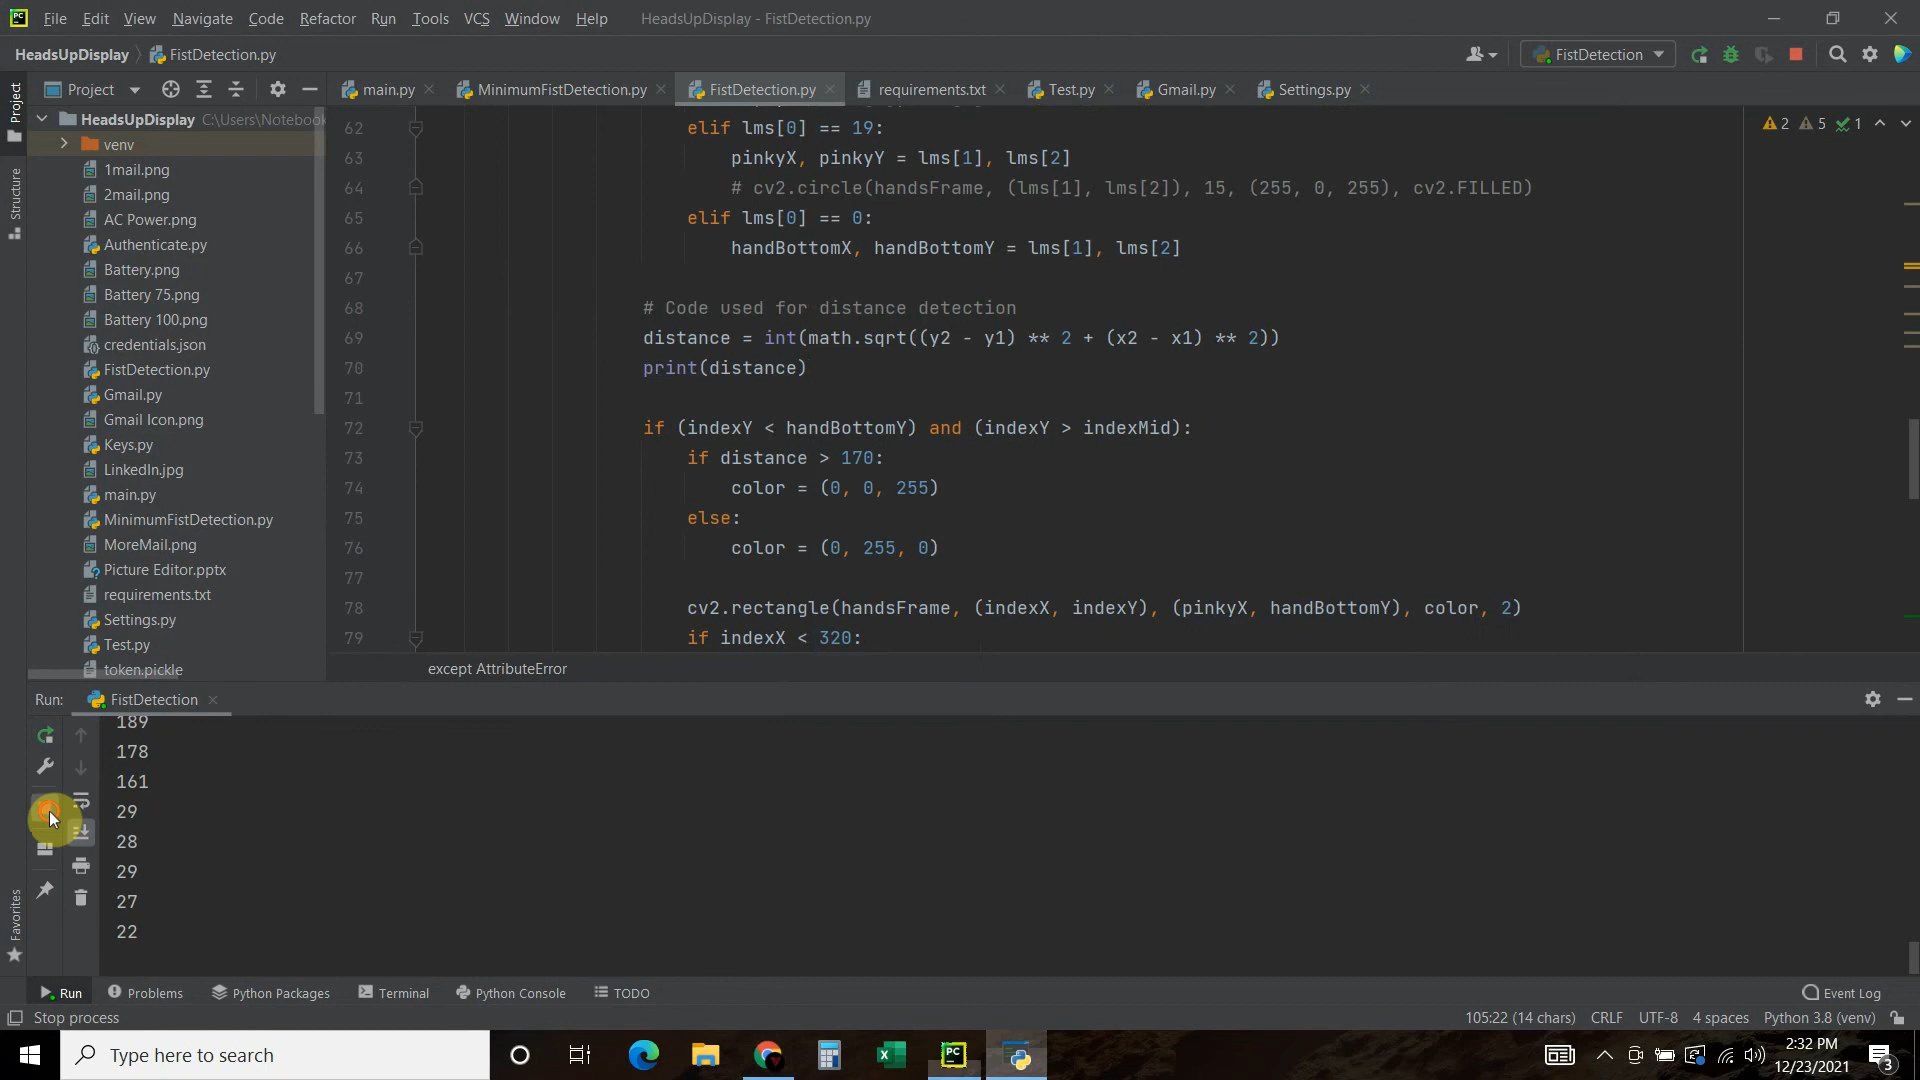 File Edit View Navigate Code Refactor Run Tools VCS Window Help HeadsUpDisplay - FistDetection.py
HeadsUpDisplay FistDetection.py FistDetection
Project main.py MinimumFistDetection.py FistDetection.py requirements.txt Test.py Gmail.py Settings.py
Project
Structure
Favorites
HeadsUpDisplay C:\Users\Notebook
venv
1mail.png
2mail.png
AC Power.png
Authenticate.py
Battery.png
Battery 75.png
Battery 100.png
credentials.json
FistDetection.py
Gmail.py
Gmail Icon.png
Keys.py
LinkedIn.jpg
main.py
MinimumFistDetection.py
MoreMail.png
Picture Editor.pptx
requirements.txt
Settings.py
Test.py
token.pickle
2 5 1
62 elif lms[0] == 19:
63 pinkyX, pinkyY = lms[1], lms[2]
64 # cv2.circle(handsFrame, (lms[1], lms[2]), 15, (255, 0, 255), cv2.FILLED)
65 elif lms[0] == 0:
66 handBottomX, handBottomY = lms[1], lms[2]
67
68 # Code used for distance detection
69 distance = int(math.sqrt((y2 - y1) ** 2 + (x2 - x1) ** 2))
70 print(distance)
71
72 if (indexY < handBottomY) and (indexY > indexMid):
73 if distance > 170:
74 color = (0, 0, 255)
75 else:
76 color = (0, 255, 0)
77
78 cv2.rectangle(handsFrame, (indexX, indexY), (pinkyX, handBottomY), color, 2)
79 if indexX < 320:
except AttributeError
Run: FistDetection
189
178
161
29
28
29
27
22
Run Problems Python Packages Terminal Python Console TODO Event Log
Stop process 105:22 (14 chars) CRLF UTF-8 4 spaces Python 3.8 (venv)
Type here to search
2:32 PM
12/23/2021
3